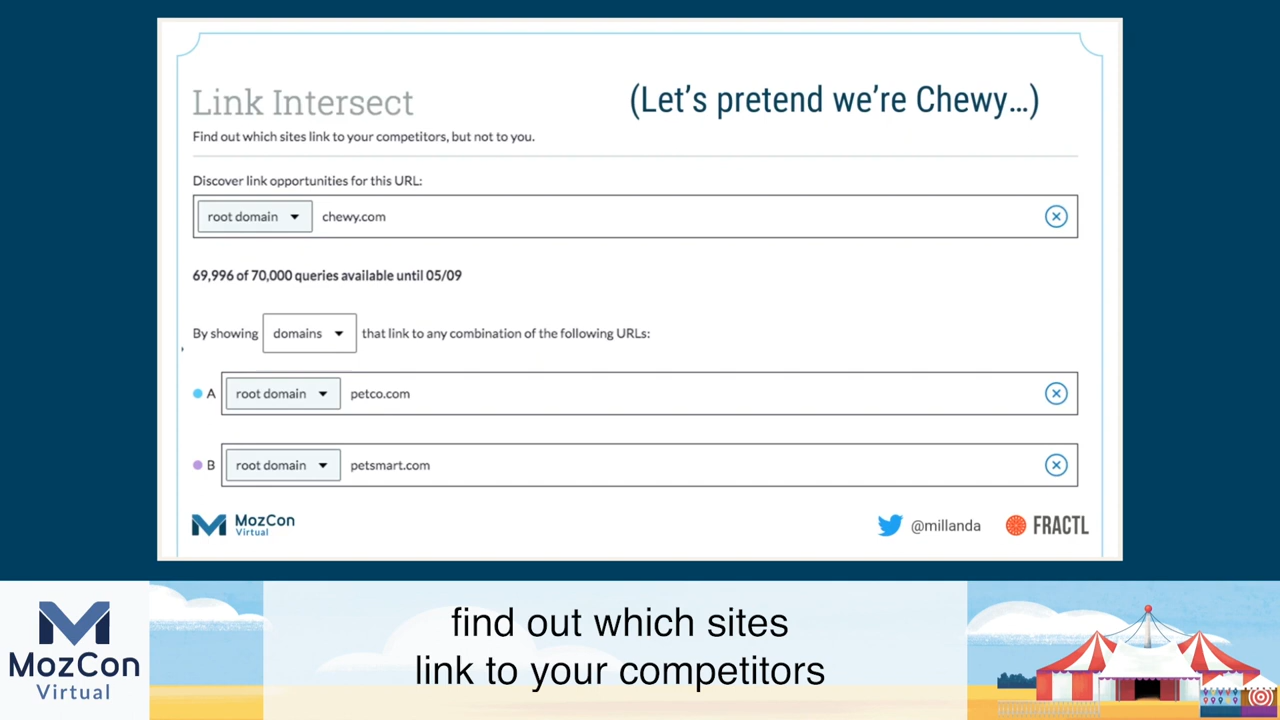 Link Intersect
(Let's pretend we're Chewy...)
Find out which sites link to your competitors, but not to you.
Discover link opportunities for this URL:
root domain chewy.com
69,996 of 70,000 queries available until 05/09
By showing domains that link to any combination of the following URLs:
A root domain petco.com
B root domain petsmart.com
MozCon
Virtual
@millanda
FRACTL
find out which sites
link to your competitors
MozCon
Virtual